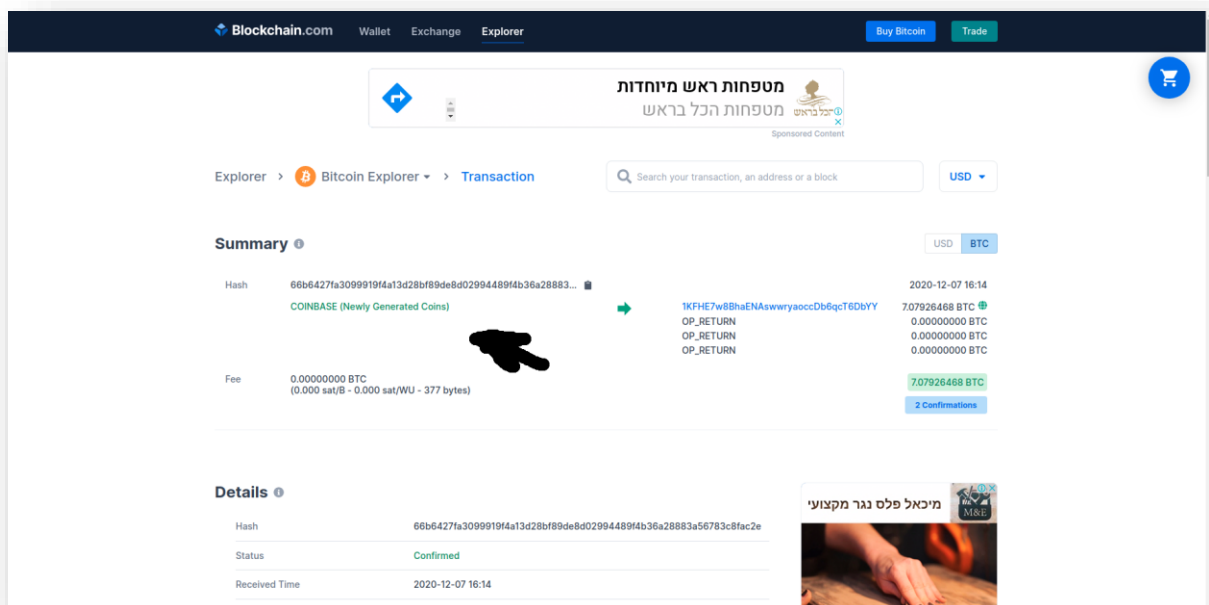 Blockchain.com Wallet Exchange Explorer Buy Bitcoin Trade
מטפחות ראש מיוחדות
מטפחות הכל בראש
הכל בראש
Sponsored Content
Explorer > Bitcoin Explorer > Transaction Search your transaction, an address or a block USD
Summary USD BTC
Hash 66b6427fa3099919f4a13d28bf89de8d02994489f4b36a28883... 2020-12-07 16:14
COINBASE (Newly Generated Coins) 1KFHE7w8BhaENAswwryaoccDb6qcT6DbYY 7.07926468 BTC
OP_RETURN 0.00000000 BTC
OP_RETURN 0.00000000 BTC
OP_RETURN 0.00000000 BTC
Fee 0.00000000 BTC 7.07926468 BTC
(0.000 sat/B - 0.000 sat/WU - 377 bytes)
2 Confirmations
Details
מיכאל פלס נגר מקצועי
M&E
Hash 66b6427fa3099919f4a13d28bf89de8d02994489f4b36a28883a56783c8fac2e
Status Confirmed
Received Time 2020-12-07 16:14